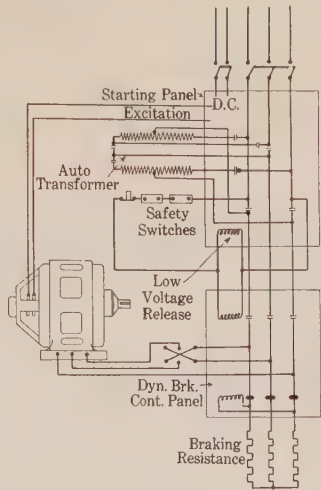 Starting Panel
D.C.
Excitation
Auto
Transformer
Safety
Switches
Low
Voltage
Release
Dyn. Brk.
Cont. Panel
Braking
Resistance